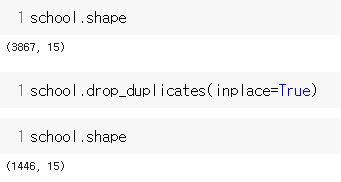 1 school.shape
(3867, 15)
1 school.drop_duplicates(inplace=True)
1 school.shape
(1446, 15)